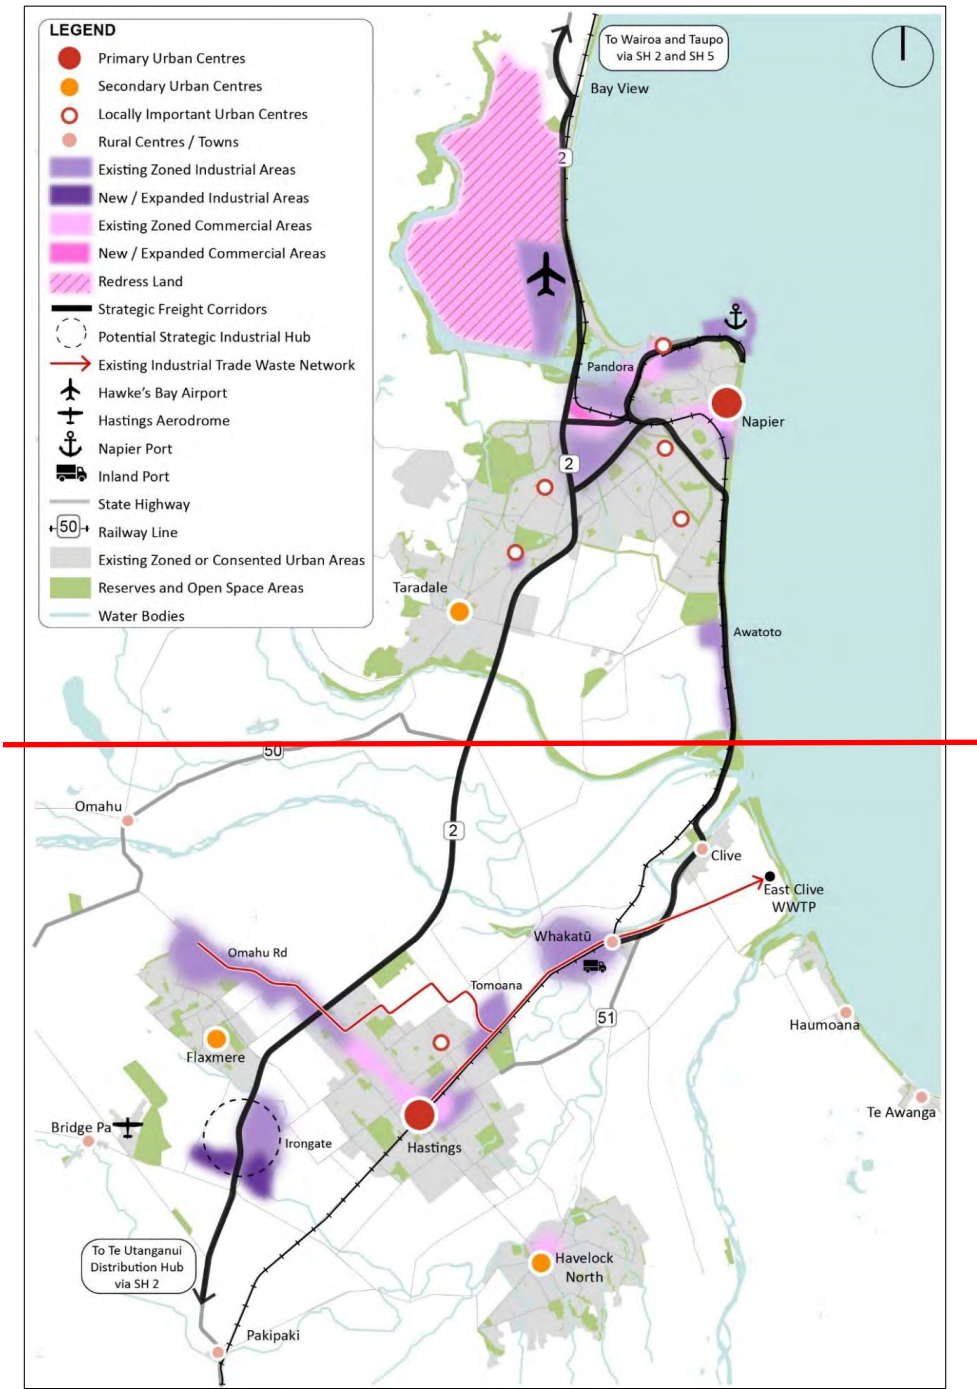 LEGEND
Primary Urban Centres
Secondary Urban Centres
Locally Important Urban Centres
Rural Centres / Towns
Existing Zoned Industrial Areas
New / Expanded Industrial Areas
Existing Zoned Commercial Areas
New / Expanded Commercial Areas
Redress Land
Strategic Freight Corridors
Potential Strategic Industrial Hub
Existing Industrial Trade Waste Network
Hawke's Bay Airport
Hastings Aerodrome
Napier Port
Inland Port
State Highway
50
Railway Line
Existing Zoned or Consented Urban Areas
Reserves and Open Space Areas
Water Bodies
To Wairoa and Taupo
via SH 2 and SH 5
Bay View
2
Pandora
Napier
2
Taradale
Awatoto
50
Omahu
2
Clive
East Clive
WWTP
Whakatū
Omahu Rd
Tomoana
51
Haumoana
Flaxmere
Te Awanga
Bridge Pa
Irongate
Hastings
To Te Utanganui
Distribution Hub
via SH 2
Havelock
North
Pakipaki